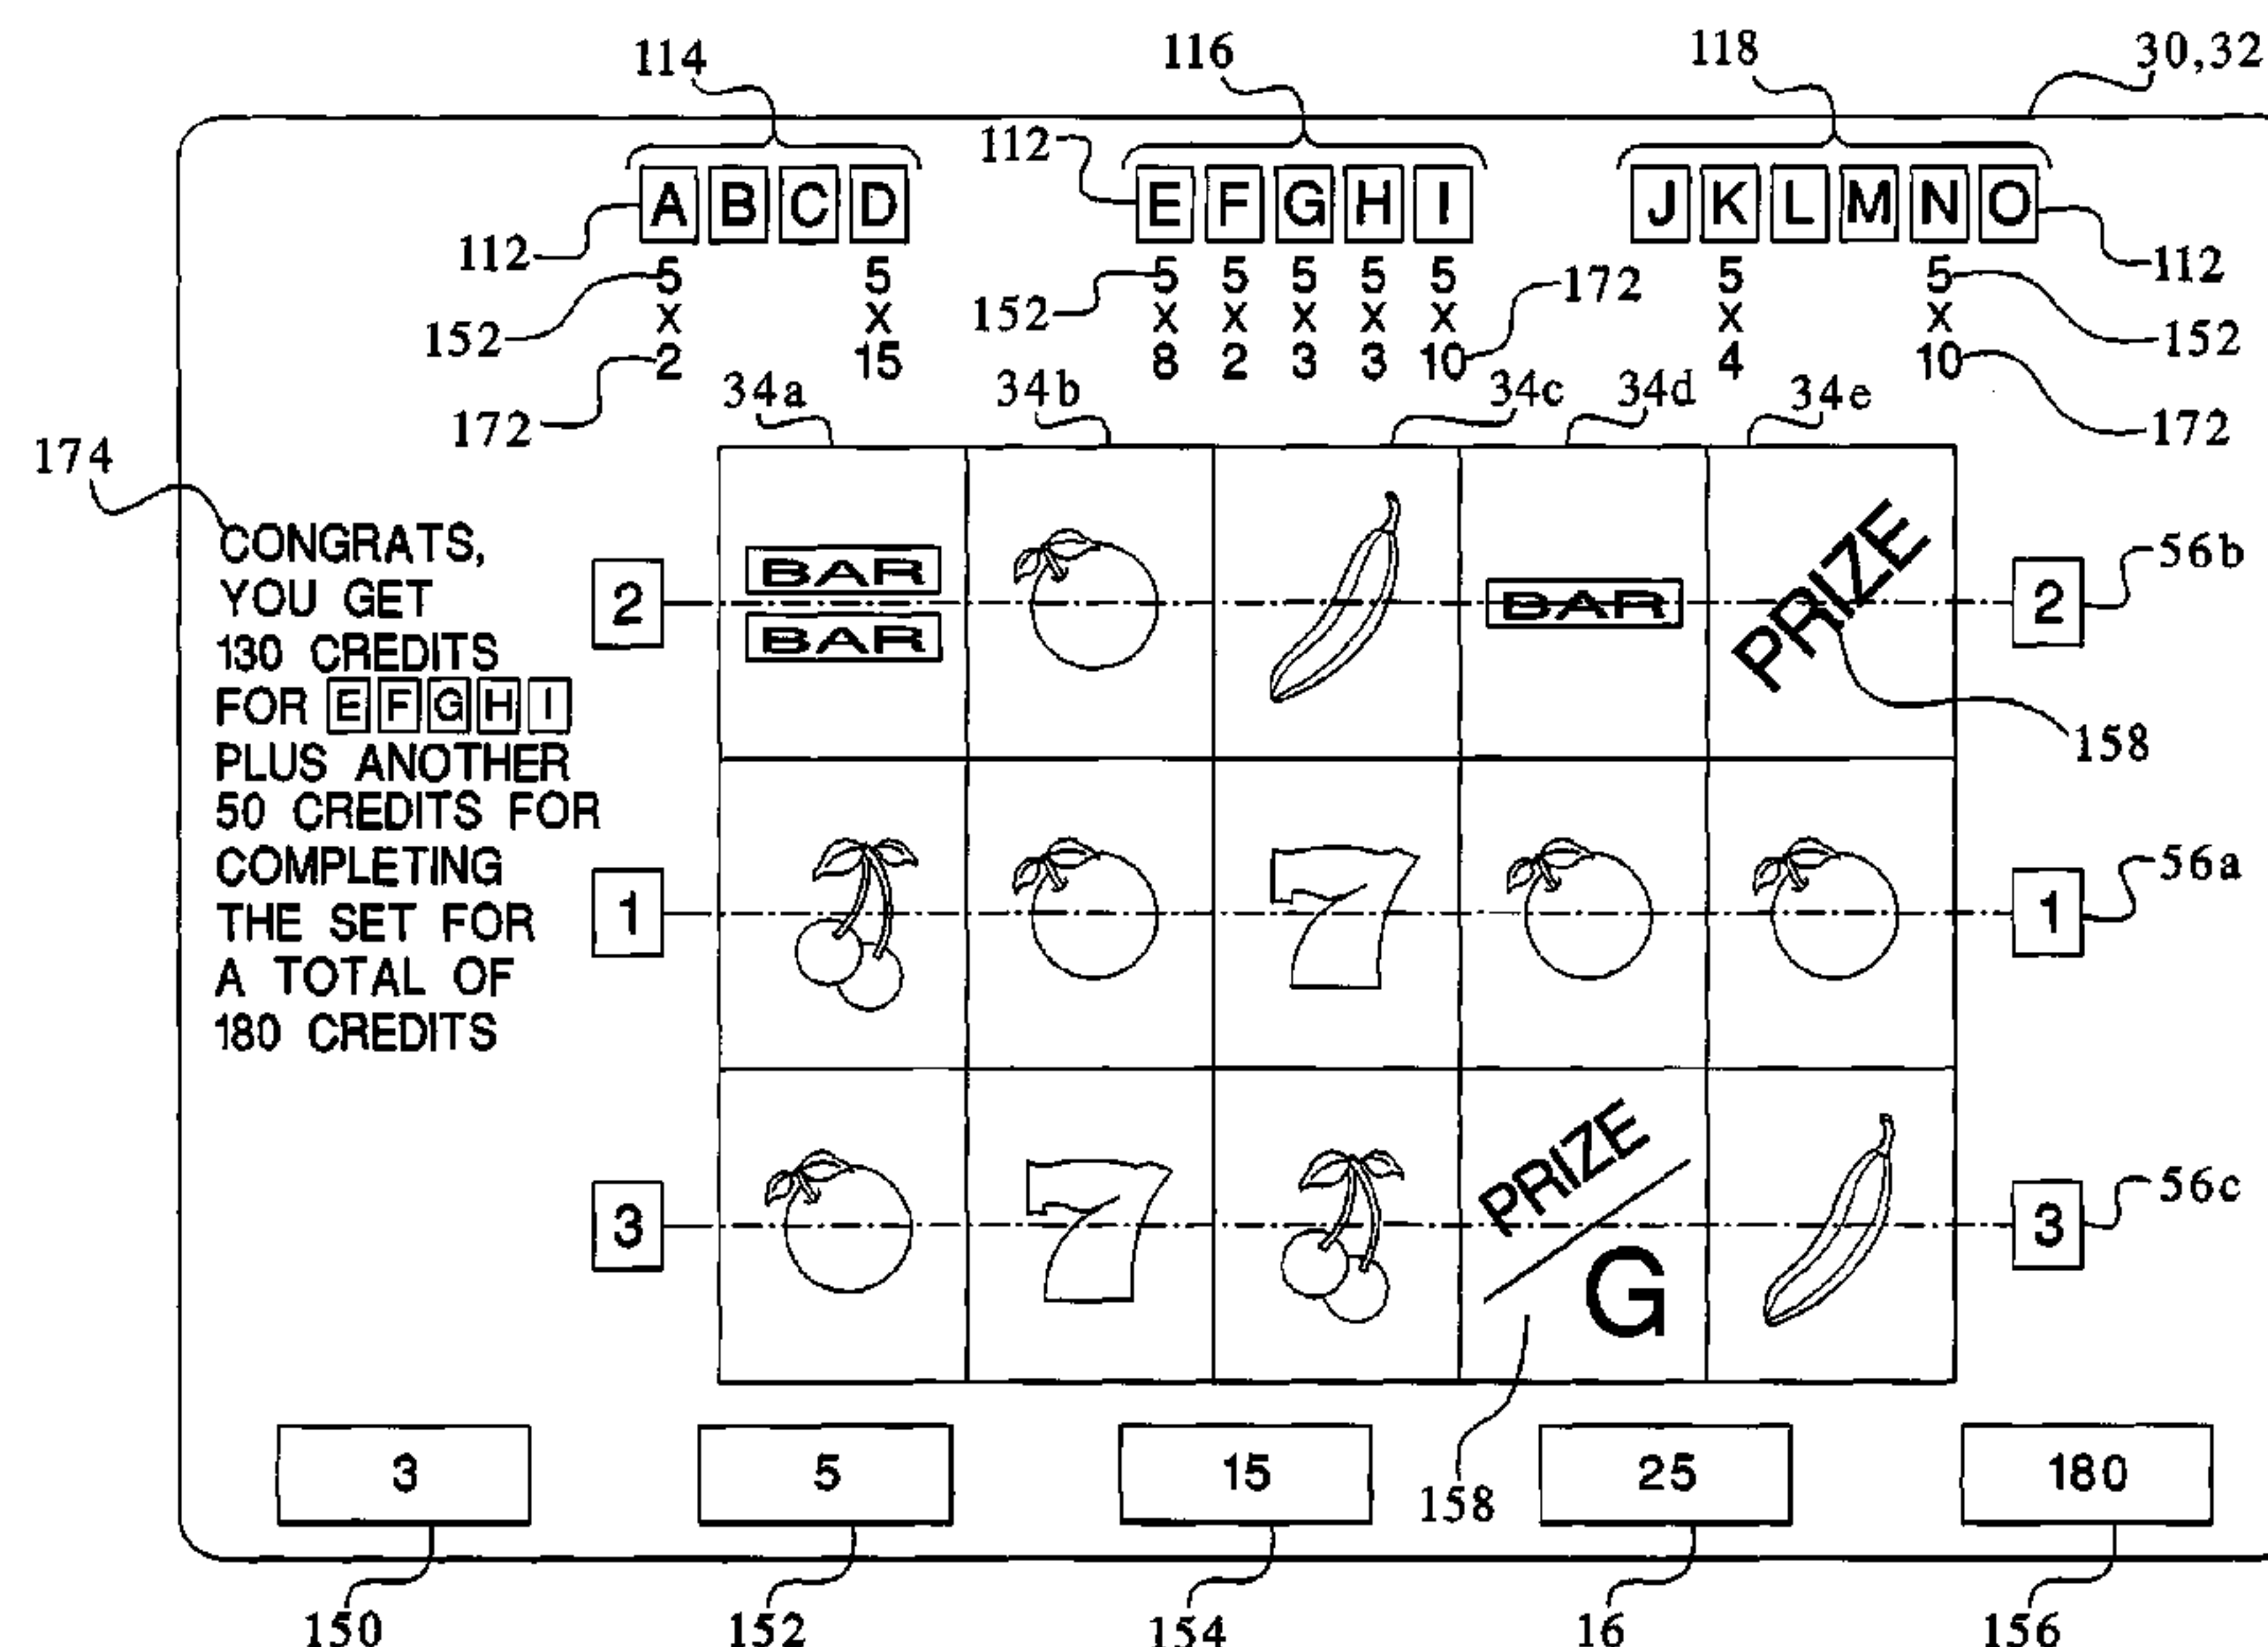 114 116 118 30,32
112
A B C D E F G H I J K L M N O
112 112
5 5 5 5 5 5 5 5 5
152 152 172 152
x x x x x x x x x
2 15 8 2 3 3 10 4 10
172 34a 34b 34c 34d 34e 172
174
CONGRATS,
YOU GET
130 CREDITS
FOR E F G H I
PLUS ANOTHER
50 CREDITS FOR
COMPLETING
THE SET FOR
A TOTAL OF
180 CREDITS
2 BAR BAR BAR PRIZE 2 56b
158
1 7 7 1 56a
3 7 PRIZE G 3 56c
158
3 5 15 25 180
150 152 154 16 156